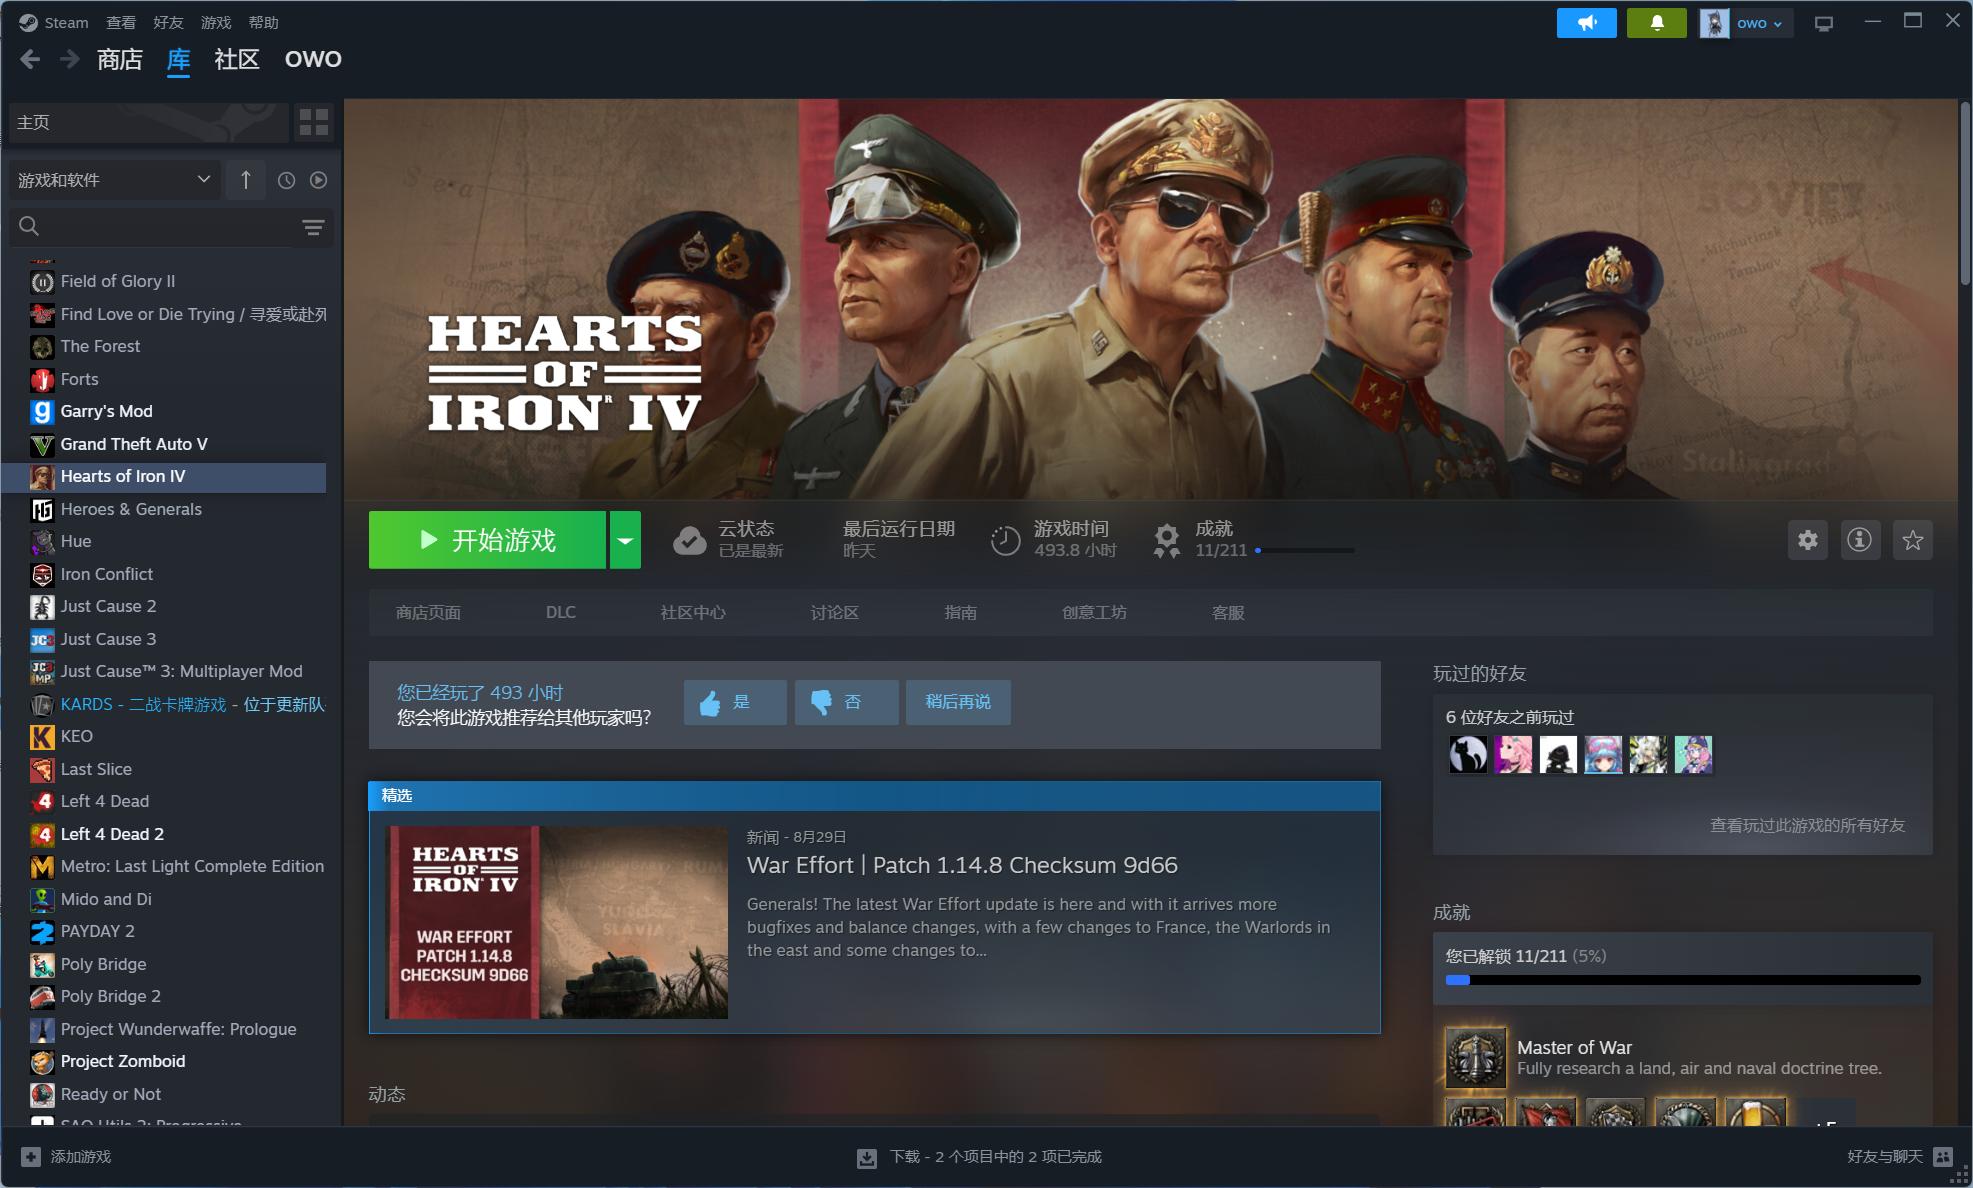 Steam 查看 好友 游戏 帮助
owo
商店 库 社区 OWO
主页
游戏和软件
Field of Glory II
Find Love or Die Trying / 寻爱或赴死
The Forest
Forts
Garry's Mod
Grand Theft Auto V
Hearts of Iron IV
Heroes & Generals
Hue
Iron Conflict
Just Cause 2
Just Cause 3
Just Cause™ 3: Multiplayer Mod
KARDS - 二战卡牌游戏 - 位于更新队
KEO
Last Slice
Left 4 Dead
Left 4 Dead 2
Metro: Last Light Complete Edition
Mido and Di
PAYDAY 2
Poly Bridge
Poly Bridge 2
Project Wunderwaffe: Prologue
Project Zomboid
Ready or Not
SAO Utils 2: Progressive
添加游戏
HEARTS
OF
IRON IV
SOVIET
Michurinsk
Tambov
Voronezh
Stalingrad
开始游戏
云状态
已是最新
最后运行日期
昨天
游戏时间
493.8 小时
成就
11/211
商店页面 DLC 社区中心 讨论区 指南 创意工坊 客服
您已经玩了 493 小时
您会将此游戏推荐给其他玩家吗?
是 否 稍后再说
精选
HEARTS
OF
IRON IV
WAR EFFORT
PATCH 1.14.8
CHECKSUM 9D66
新闻 - 8月29日
War Effort | Patch 1.14.8 Checksum 9d66
Generals! The latest War Effort update is here and with it arrives more
bugfixes and balance changes, with a few changes to France, the Warlords in
the east and some changes to...
动态
玩过的好友
6 位好友之前玩过
查看玩过此游戏的所有好友
成就
您已解锁 11/211 (5%)
Master of War
Fully research a land, air and naval doctrine tree.
+5
下载 - 2 个项目中的 2 项已完成
好友与聊天